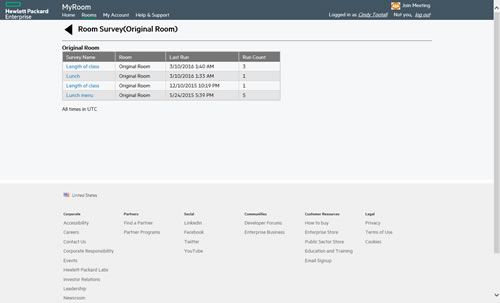 Hewlett Packard
Enterprise
MyRoom
Home Rooms My Account Help & Support
Join Meeting
Logged in as Cindy Tipstall Not you, log out
Room Survey(Original Room)
Original Room
Survey Name Room Last Run Run Count
Length of class Original Room 3/10/2016 1:40 AM 3
Lunch Original Room 3/10/2016 1:33 AM 1
Length of class Original Room 12/10/2015 10:19 PM 1
Lunch menu Original Room 5/24/2015 5:39 PM 5
All times in UTC
United States
Corporate Partners Social Communities Customer Resources Legal
Accessibility Find a Partner LinkedIn Developer Forums How to buy Privacy
Careers Partner Programs Facebook Enterprise Business Enterprise Store Terms of Use
Contact Us Twitter Public Sector Store Cookies
Corporate Responsibility YouTube Education and Training
Events Email Signup
Hewlett Packard Labs
Investor Relations
Leadership
Newsroom